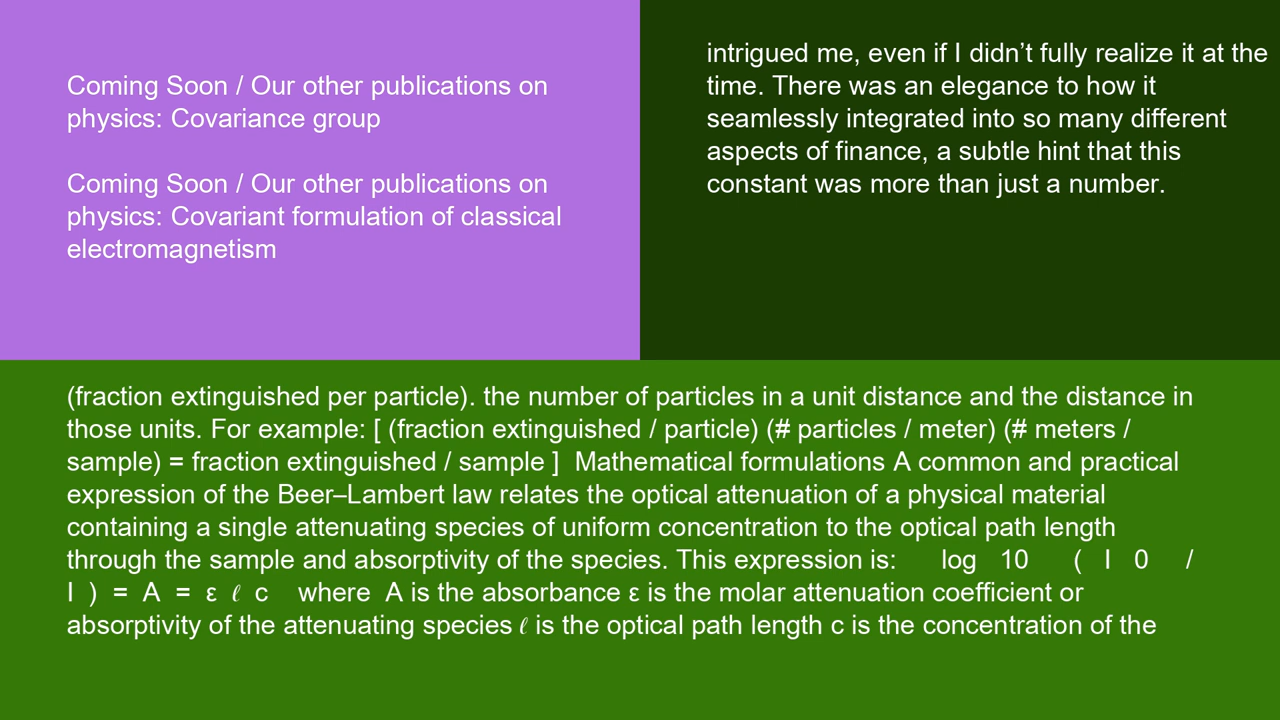 Coming Soon / Our other publications on
physics: Covariance group
Coming Soon / Our other publications on
physics: Covariant formulation of classical
electromagnetism
intrigued me, even if I didn’t fully realize it at the
time. There was an elegance to how it
seamlessly integrated into so many different
aspects of finance, a subtle hint that this
constant was more than just a number.
(fraction extinguished per particle). the number of particles in a unit distance and the distance in
those units. For example: [ (fraction extinguished / particle) (# particles / meter) (# meters /
sample) = fraction extinguished / sample ]  Mathematical formulations A common and practical
expression of the Beer–Lambert law relates the optical attenuation of a physical material
containing a single attenuating species of uniform concentration to the optical path length
through the sample and absorptivity of the species. This expression is: log 10 ( I 0 /
I ) = A = ε ℓ c where A is the absorbance ε is the molar attenuation coefficient or
absorptivity of the attenuating species ℓ is the optical path length c is the concentration of the